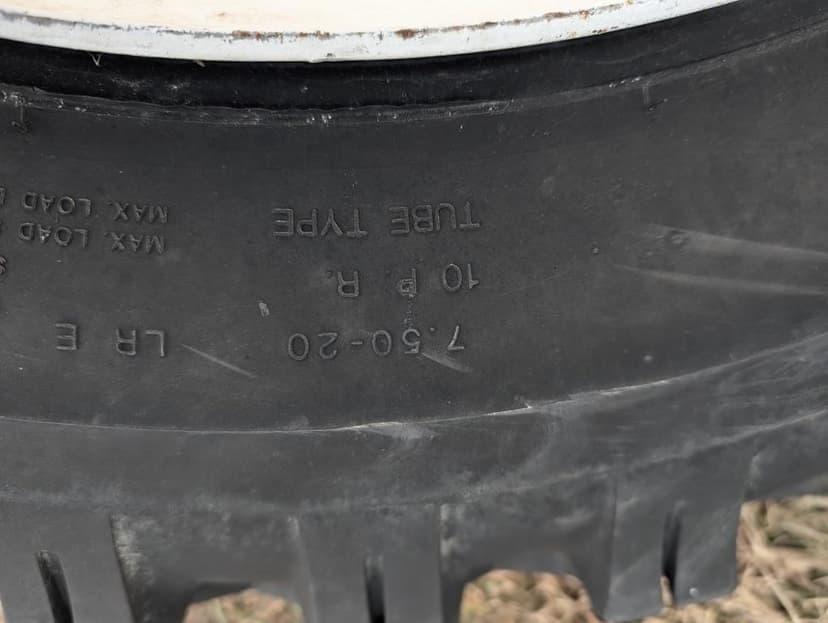 7.50-20 LR E
10 P.R.
TUBE TYPE
MAX. LOAD
MAX. LOAD